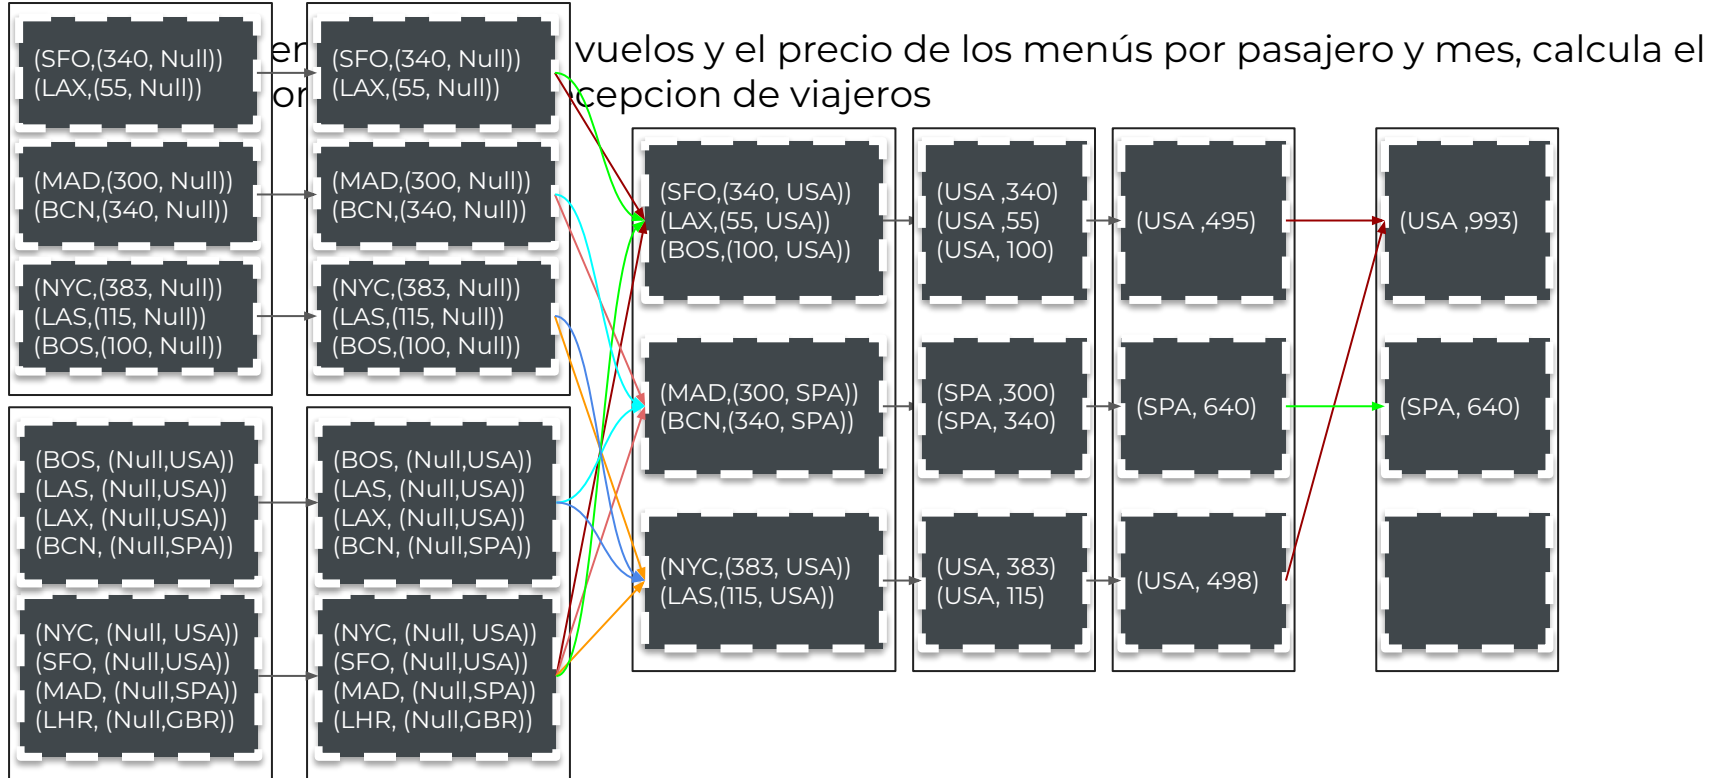 er vuelos y el precio de los menús por pasajero y mes, calcula el
or cepcion de viajeros
(SFO,(340, Null))
(LAX,(55, Null))
(MAD,(300, Null))
(BCN,(340, Null))
(NYC,(383, Null))
(LAS,(115, Null))
(BOS,(100, Null))
(BOS, (Null,USA))
(LAS, (Null,USA))
(LAX, (Null,USA))
(BCN, (Null,SPA))
(NYC, (Null, USA))
(SFO, (Null,USA))
(MAD, (Null,SPA))
(LHR, (Null,GBR))
(SFO,(340, Null))
(LAX,(55, Null))
(MAD,(300, Null))
(BCN,(340, Null))
(NYC,(383, Null))
(LAS,(115, Null))
(BOS,(100, Null))
(BOS, (Null,USA))
(LAS, (Null,USA))
(LAX, (Null,USA))
(BCN, (Null,SPA))
(NYC, (Null, USA))
(SFO, (Null,USA))
(MAD, (Null,SPA))
(LHR, (Null,GBR))
(SFO,(340, USA))
(LAX,(55, USA))
(BOS,(100, USA))
(MAD,(300, SPA))
(BCN,(340, SPA))
(NYC,(383, USA))
(LAS,(115, USA))
(USA ,340)
(USA ,55)
(USA, 100)
(SPA ,300)
(SPA, 340)
(USA, 383)
(USA, 115)
(USA ,495)
(SPA, 640)
(USA, 498)
(USA ,993)
(SPA, 640)